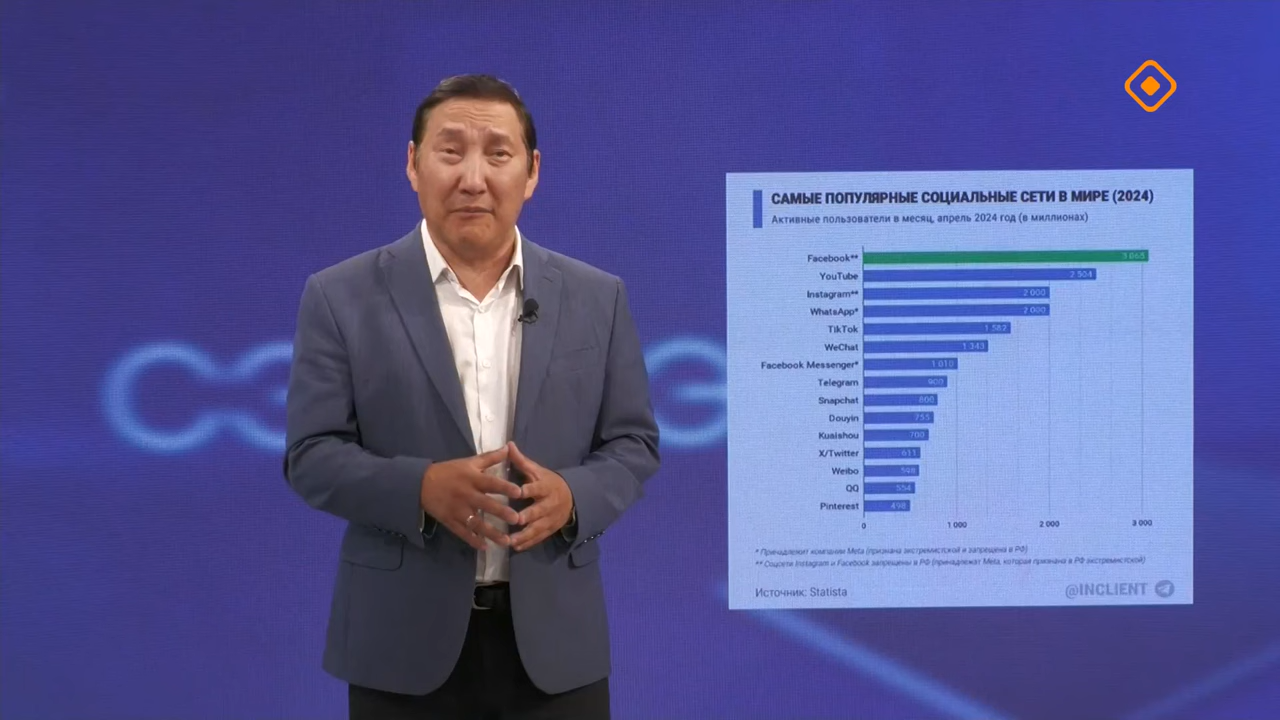 САМЫЕ ПОПУЛЯРНЫЕ СОЦИАЛЬНЫЕ СЕТИ В МИРЕ (2024)
Активные пользователи в месяц, апрель 2024 год (в миллионах)
Facebook** 3 065
YouTube 2 504
Instagram** 2 000
WhatsApp* 2 000
TikTok 1 582
WeChat 1 343
Facebook Messenger* 1 010
Telegram 900
Snapchat 800
Douyin 755
Kuaishou 700
X/Twitter 611
Weibo 598
QQ 554
Pinterest 498
0 1 000 2 000 3 000
* Принадлежит компании Meta (признана экстремистской и запрещена в РФ)
** Соцсети Instagram и Facebook запрещены в РФ (принадлежат Meta, которая признана в РФ экстремистской)
Источник: Statista @INCLIENT